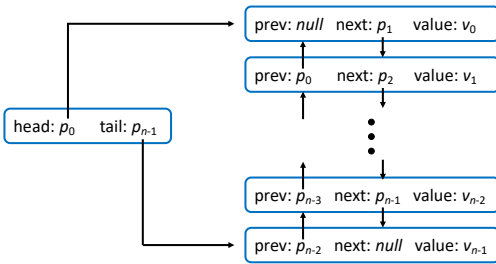 prev: null next: p0 value: v0
prev: p0 next: p2 value: v1
head: p0 tail: pn-1
prev: pn-3 next: pn-1 value: vn-2
prev: pn-2 next: null value: vn-1